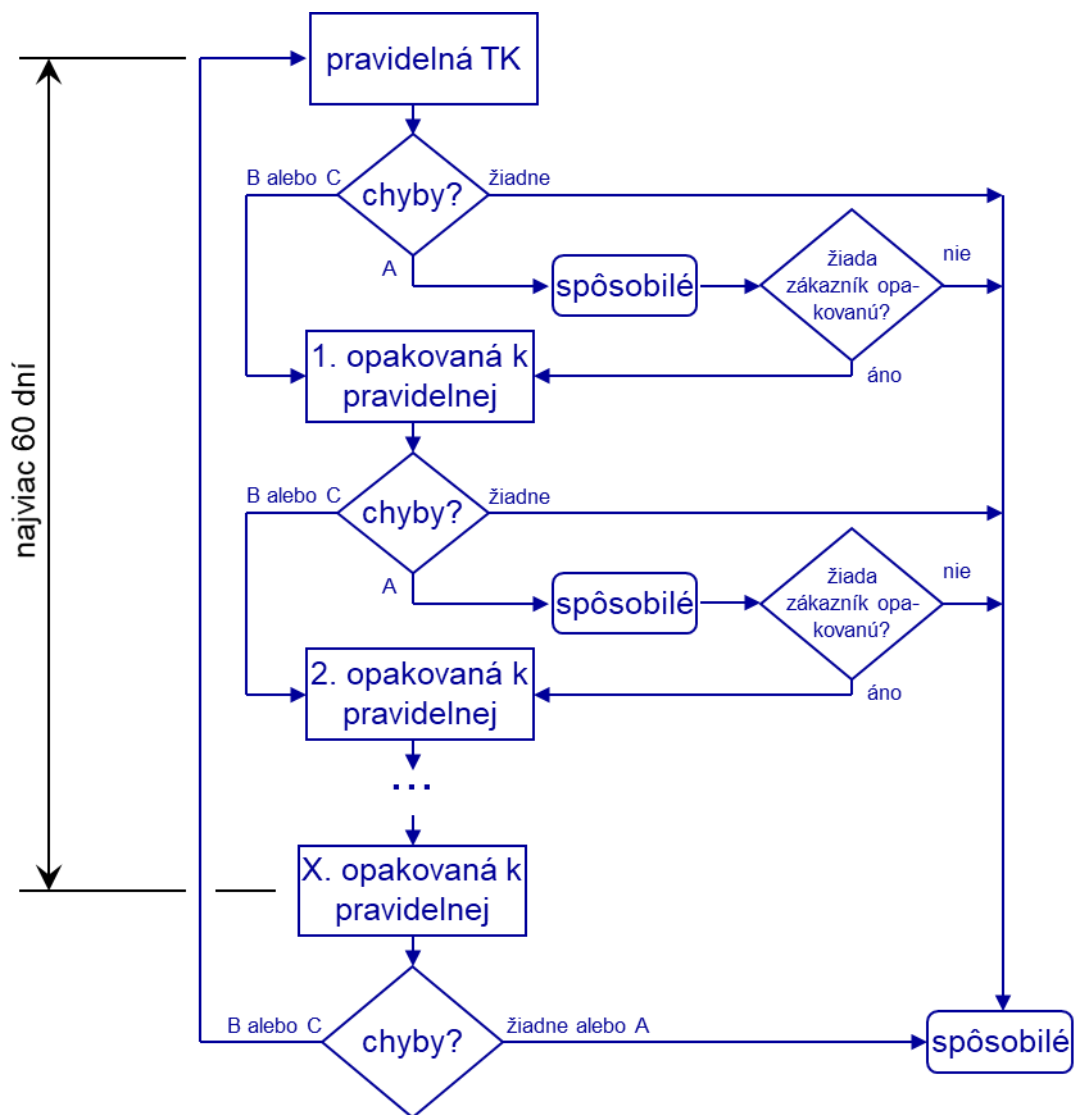 pravidelná TK
B alebo C
chyby?
žiadne
A
spôsobilé
žiada
zákazník opa-
kovanú?
nie
áno
1. opakovaná k
pravidelnej
najviac 60 dní
B alebo C
chyby?
žiadne
A
spôsobilé
žiada
zákazník opa-
kovanú?
nie
áno
2. opakovaná k
pravidelnej
...
X. opakovaná k
pravidelnej
B alebo C
chyby?
žiadne alebo A
spôsobilé